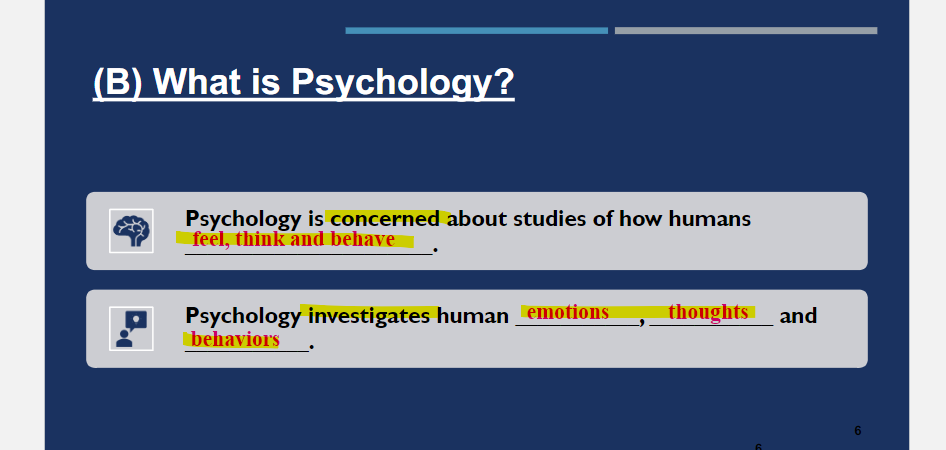 (B) What is Psychology?
Psychology is concerned about studies of how humans
feel, think and behave.
Psychology investigates human emotions, thoughts and
behaviors.
6
6